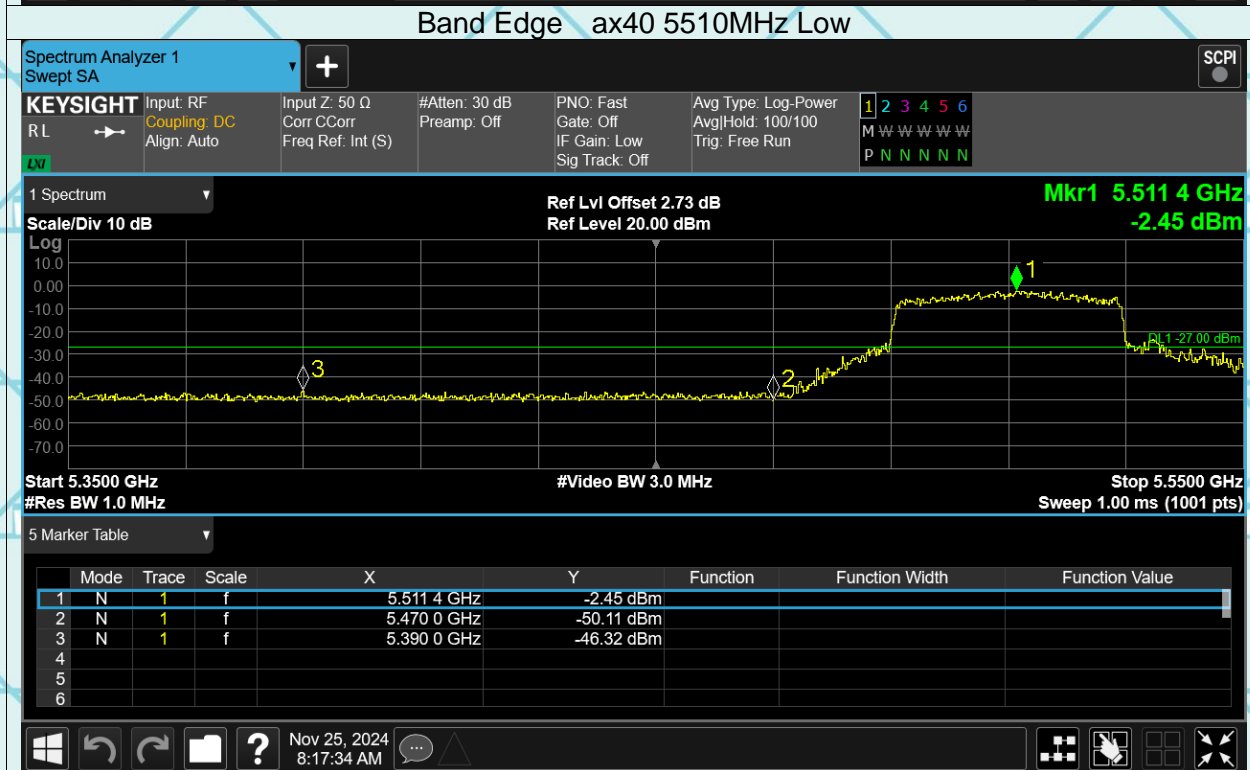 Band Edge ax40 5510MHz Low
Spectrum Analyzer 1
Swept SA
SCPI
KEYSIGHT Input: RF Input Z: 50 Ω #Atten: 30 dB PNO: Fast Avg Type: Log-Power 1 2 3 4 5 6
RL Coupling: DC Corr CCorr Preamp: Off Gate: Off Avg|Hold: 100/100 M W W W W W W
Align: Auto Freq Ref: Int (S) IF Gain: Low Trig: Free Run
LXI Sig Track: Off P N N N N N
1 Spectrum Ref Lvl Offset 2.73 dB Mkr1 5.511 4 GHz
Scale/Div 10 dB Ref Level 20.00 dBm -2.45 dBm
Log
10.0
0.00
-10.0
-20.0
-30.0
-40.0
-50.0
-60.0
-70.0
1
DL1 -27.00 dBm
3
2
Start 5.3500 GHz #Video BW 3.0 MHz Stop 5.5500 GHz
#Res BW 1.0 MHz Sweep 1.00 ms (1001 pts)
5 Marker Table
Mode Trace Scale X Y Function Function Width Function Value
1 N 1 f 5.511 4 GHz -2.45 dBm
2 N 1 f 5.470 0 GHz -50.11 dBm
3 N 1 f 5.390 0 GHz -46.32 dBm
4
5
6
? Nov 25, 2024
8:17:34 AM